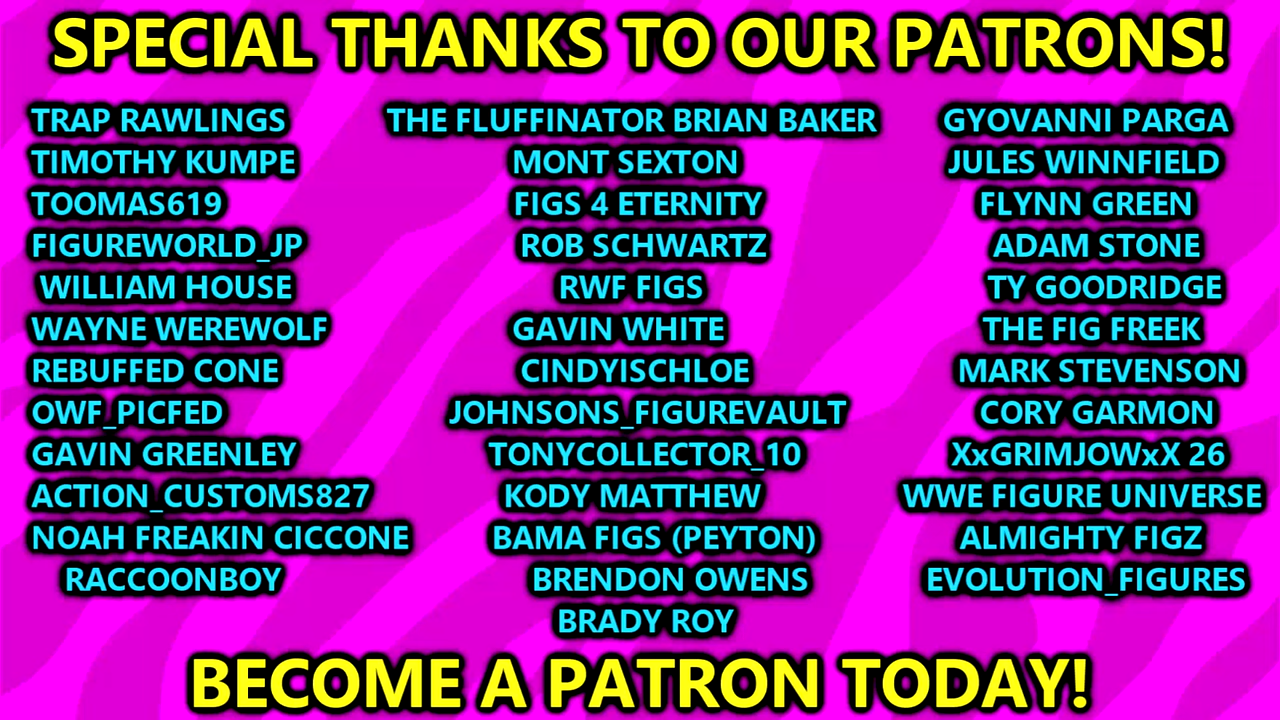 SPECIAL THANKS TO OUR PATRONS!
TRAP RAWLINGS
TIMOTHY KUMPE
TOOMAS619
FIGUREWORLD_JP
WILLIAM HOUSE
WAYNE WEREWOLF
REBUFFED CONE
OWF_PICFED
GAVIN GREENLEY
ACTION_CUSTOMS827
NOAH FREAKIN CICCONE
RACCOONBOY
THE FLUFFINATOR BRIAN BAKER
MONT SEXTON
FIGS 4 ETERNITY
ROB SCHWARTZ
RWF FIGS
GAVIN WHITE
CINDYISCHLOE
JOHNSONS_FIGUREVAULT
TONYCOLLECTOR_10
KODY MATTHEW
BAMA FIGS (PEYTON)
BRENDON OWENS
BRADY ROY
GYOVANNI PARGA
JULES WINNFIELD
FLYNN GREEN
ADAM STONE
TY GOODRIDGE
THE FIG FREEK
MARK STEVENSON
CORY GARMON
XxGRIMJOWxX 26
WWE FIGURE UNIVERSE
ALMIGHTY FIGZ
EVOLUTION_FIGURES
BECOME A PATRON TODAY!